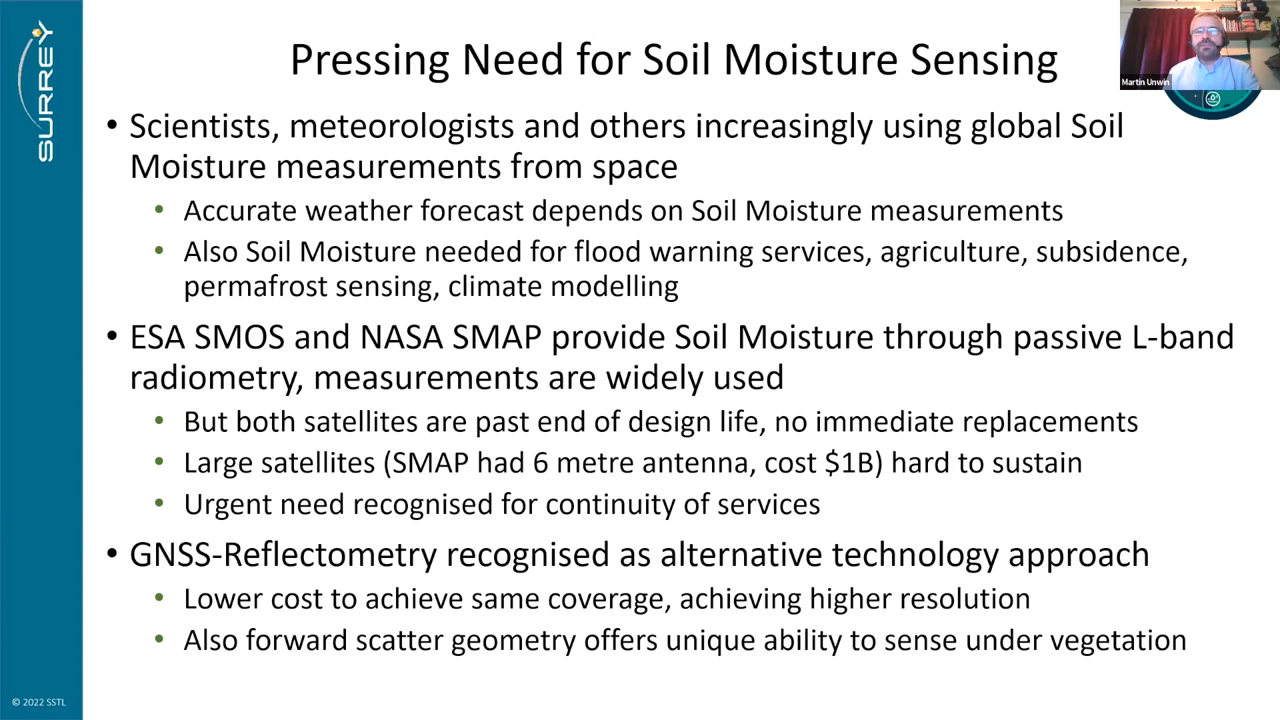 SURREY
Pressing Need for Soil Moisture Sensing
Martin Unwin
• Scientists, meteorologists and others increasingly using global Soil
Moisture measurements from space
• Accurate weather forecast depends on Soil Moisture measurements
• Also Soil Moisture needed for flood warning services, agriculture, subsidence,
permafrost sensing, climate modelling
• ESA SMOS and NASA SMAP provide Soil Moisture through passive L-band
radiometry, measurements are widely used
• But both satellites are past end of design life, no immediate replacements
• Large satellites (SMAP had 6 metre antenna, cost $1B) hard to sustain
• Urgent need recognised for continuity of services
• GNSS-Reflectometry recognised as alternative technology approach
• Lower cost to achieve same coverage, achieving higher resolution
• Also forward scatter geometry offers unique ability to sense under vegetation
© 2022 SSTL